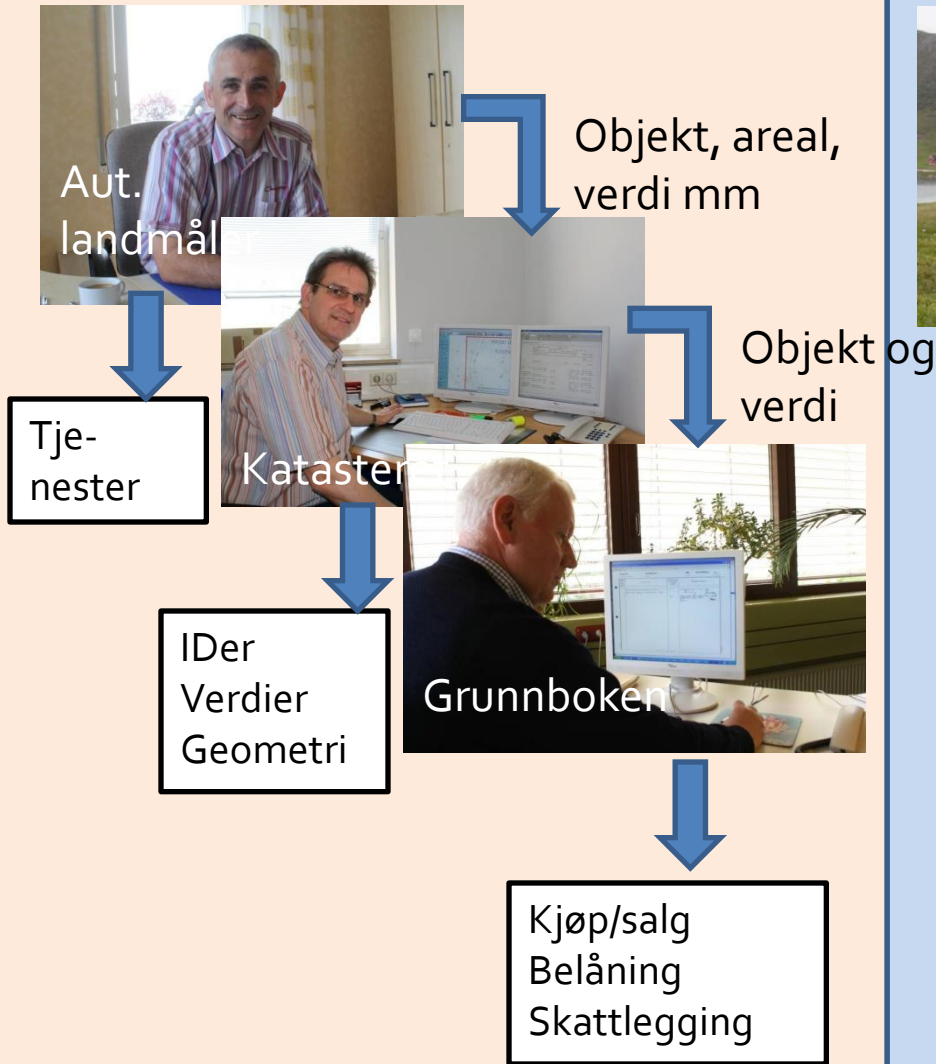 Aut.
landmåler
Objekt, areal,
verdi mm
Tje-
nester
Katasteret
Objekt og
verdi
IDer
Verdier
Geometri
Grunnboken
Kjøp/salg
Belåning
Skattlegging